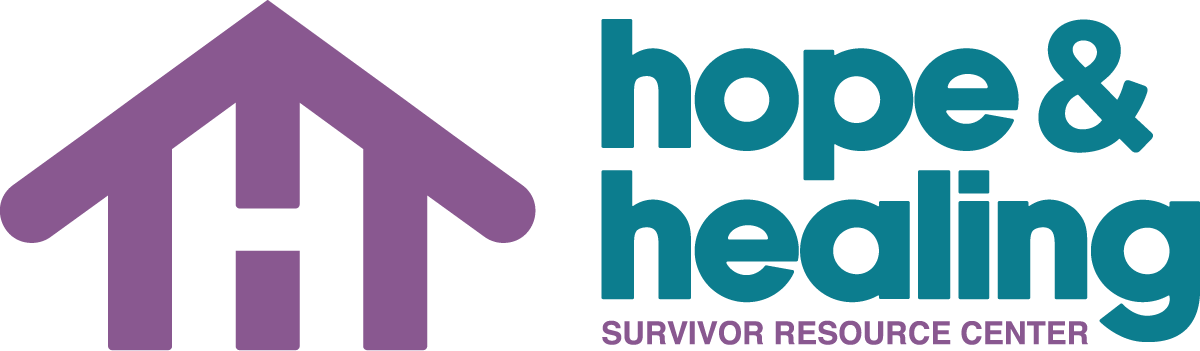 hope &
healing
SURVIVOR RESOURCE CENTER